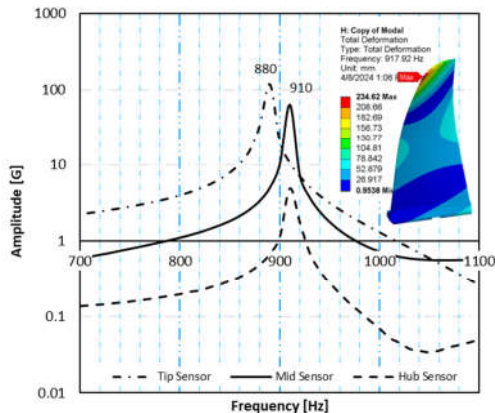 1000
100
10
1
0.1
0.01
Amplitude [G]
880
910
H: Copy of Modal
Total Deformation
Type: Total Deformation
Frequency: 917.92 Hz
Unit: mm
4/8/2024 1:06
Max
234.62 Max
208.66
182.69
156.73
130.77
104.81
78.842
52.879
26.917
0.9538
700 800 900 1000 1100
Tip Sensor Mid Sensor Hub Sensor
Frequency [Hz]